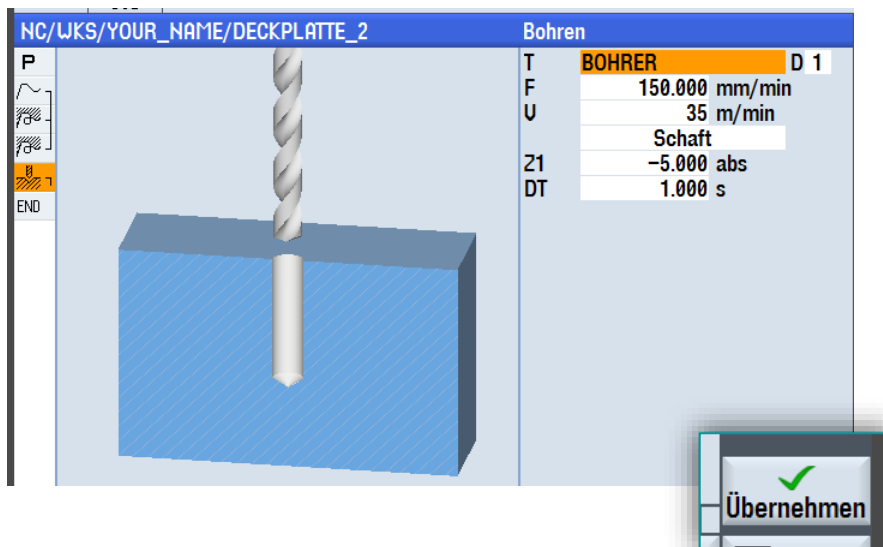 NC/WKS/YOUR_NAME/DECKPLATTE_2 Bohren
P
END
T BOHRER D 1
F 150.000 mm/min
V 35 m/min
Schaft
Z1 -5.000 abs
DT 1.000 s
Übernehmen